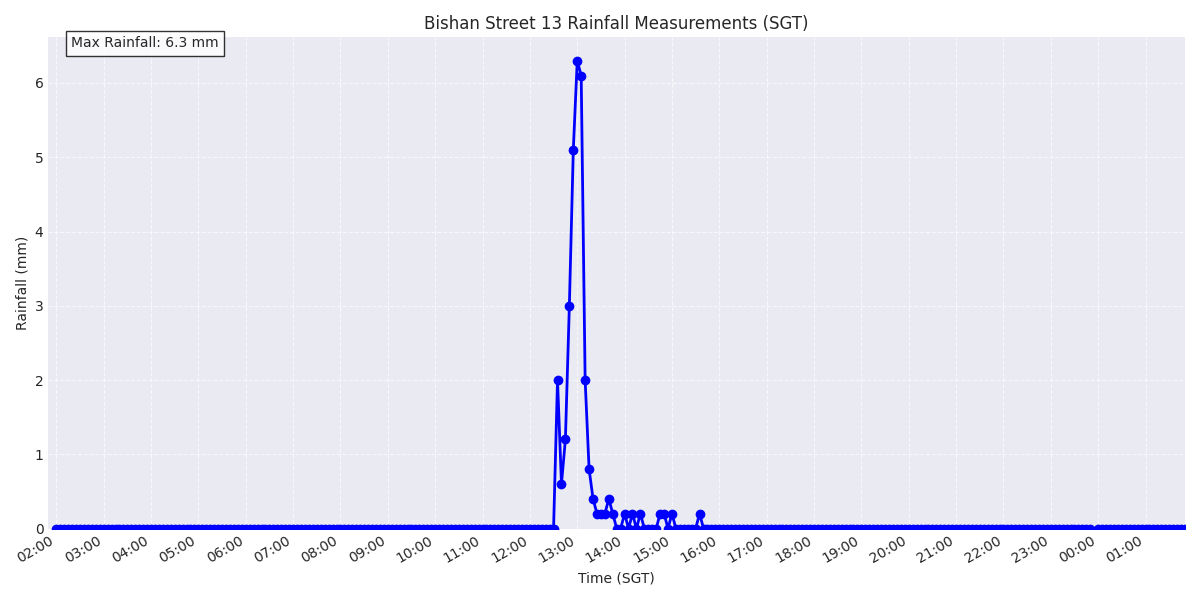 Bishan Street 13 Rainfall Measurements (SGT)
Max Rainfall: 6.3 mm
6
5
4
3
2
1
0
Rainfall (mm)
02:00 03:00 04:00 05:00 06:00 07:00 08:00 09:00 10:00 11:00 12:00 13:00 14:00 15:00 16:00 17:00 18:00 19:00 20:00 21:00 22:00 23:00 00:00 01:00
Time (SGT)